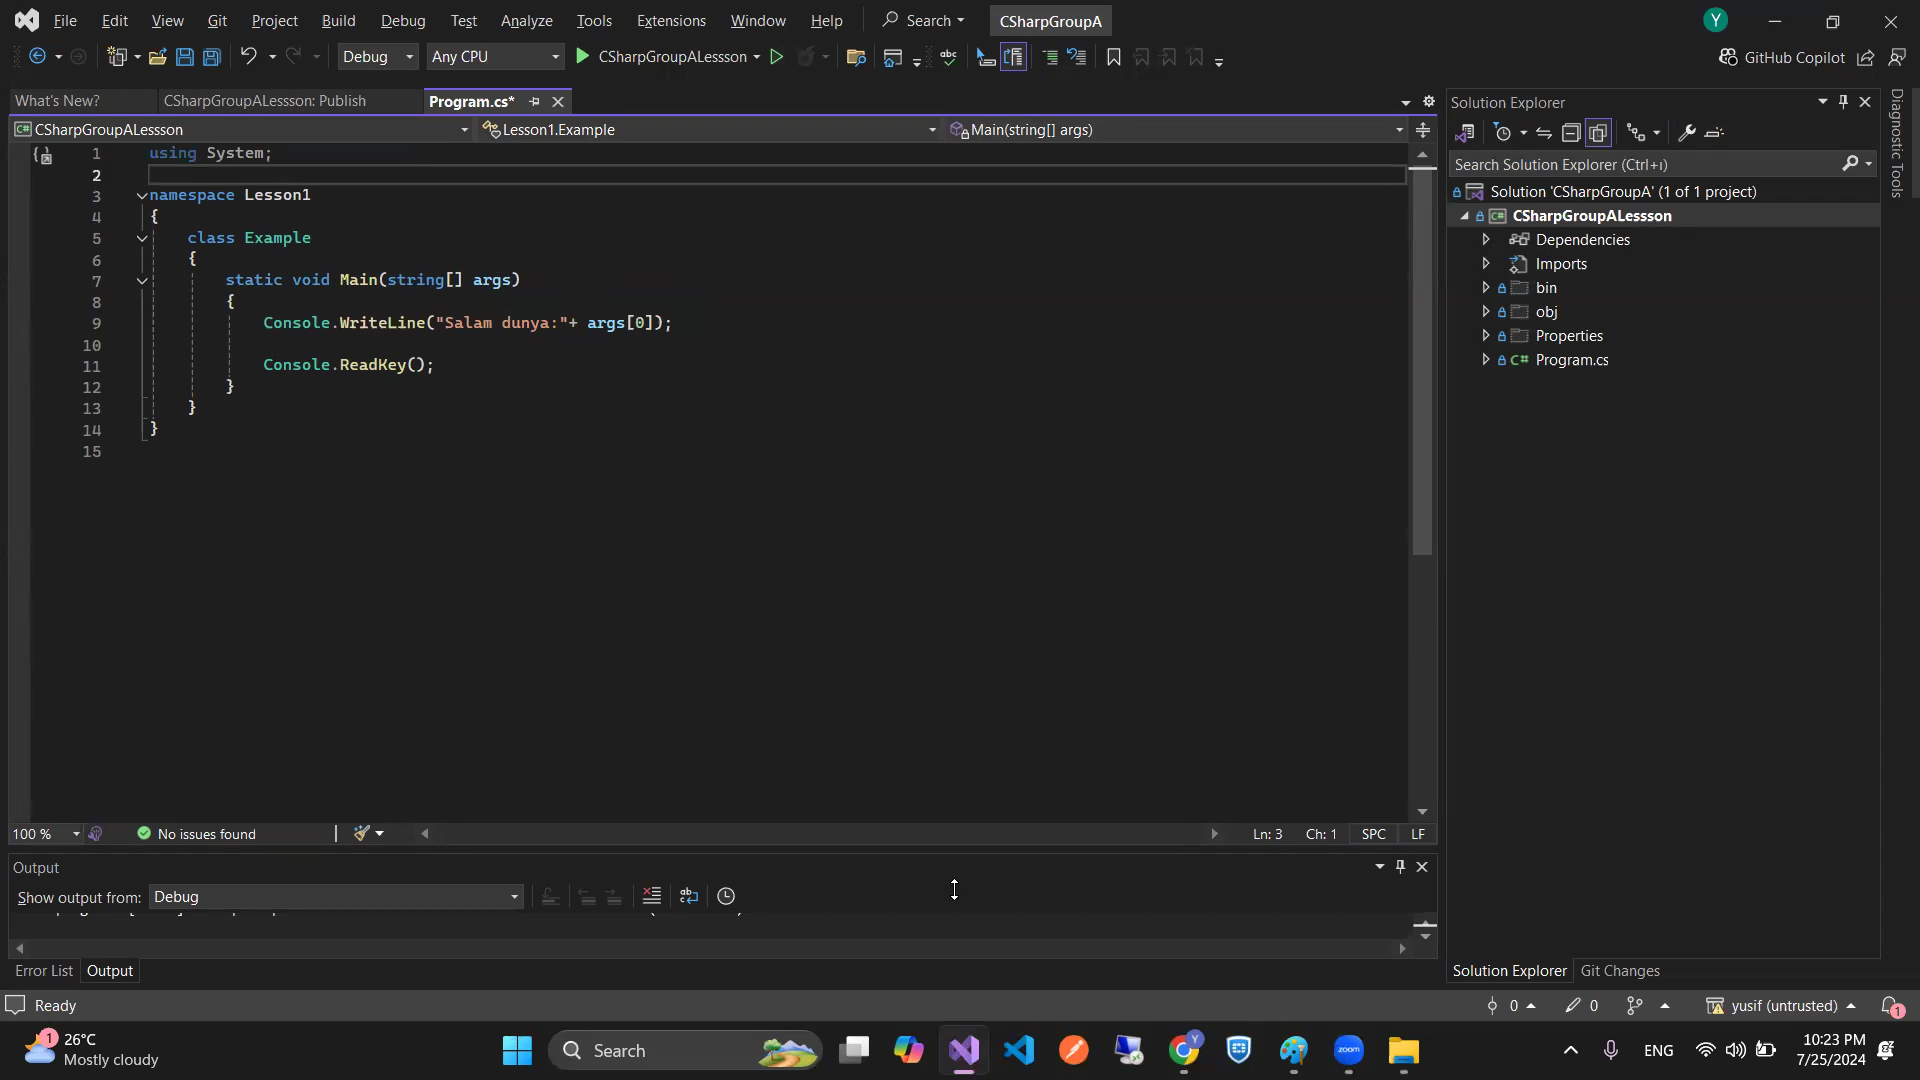 File Edit View Git Project Build Debug Test Analyze Tools Extensions Window Help Search CSharpGroupA Y
Debug Any CPU CSharpGroupALessson GitHub Copilot
What's New? CSharpGroupALessson: Publish Program.cs*
Solution Explorer
Diagnostic Tools
CSharpGroupALessson Lesson1.Example Main(string[] args)
Search Solution Explorer (Ctrl+ı)
Solution 'CSharpGroupA' (1 of 1 project)
CSharpGroupALessson
Dependencies
Imports
bin
obj
Properties
C# Program.cs
1 using System;
2
3 namespace Lesson1
4 {
5 class Example
6 {
7 static void Main(string[] args)
8 {
9 Console.WriteLine("Salam dunya:"+ args[0]);
10
11 Console.ReadKey();
12 }
13 }
14 }
15
100 % No issues found Ln: 3 Ch: 1 SPC LF
Output
Show output from: Debug
Error List Output
Solution Explorer Git Changes
Ready 0 0 yusif (untrusted) 1
1 26°C
Mostly cloudy
Search
zoom
ENG
10:23 PM
7/25/2024